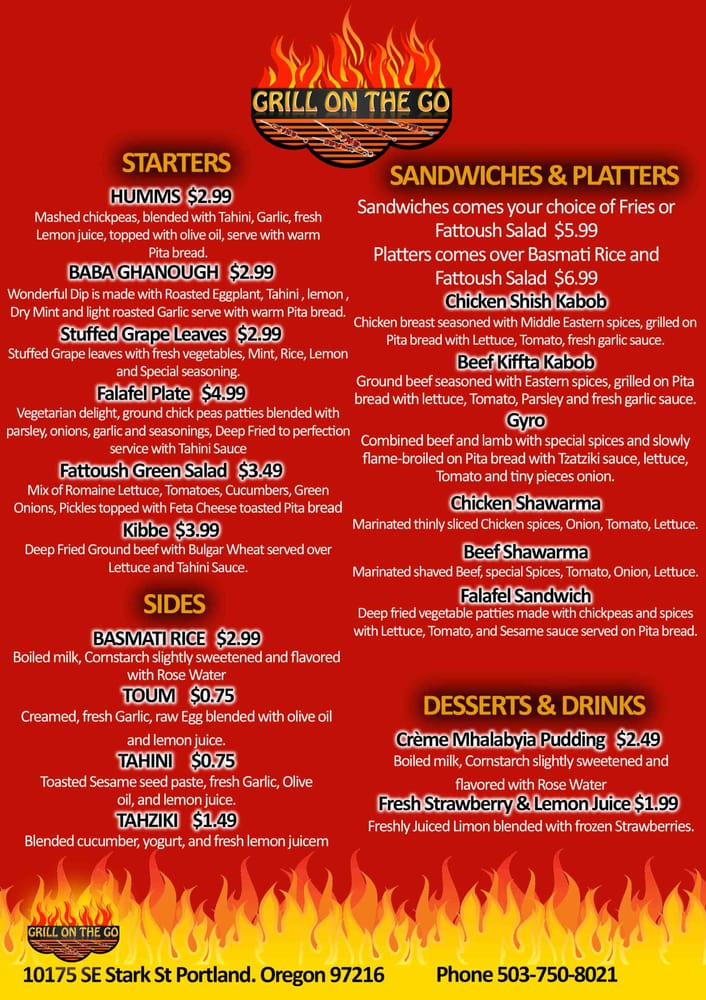 GRILL ON THE GO
STARTERS
HUMMS $2.99
Mashed chickpeas, blended with Tahini, Garlic, fresh
Lemon juice, topped with olive oil, serve with warm
Pita bread.
BABA GHANOUGH $2.99
Wonderful Dip is made with Roasted Eggplant, Tahini , lemon ,
Dry Mint and light roasted Garlic serve with warm Pita bread.
Stuffed Grape Leaves $2.99
Stuffed Grape leaves with fresh vegetables, Mint, Rice, Lemon
and Special seasoning.
Falafel Plate $4.99
Vegetarian delight, ground chick peas patties blended with
parsley, onions, garlic and seasonings, Deep Fried to perfection
service with Tahini Sauce
Fattoush Green Salad $3.49
Mix of Romaine Lettuce, Tomatoes, Cucumbers, Green
Onions, Pickles topped with Feta Cheese toasted Pita bread
Kibbe $3.99
Deep Fried Ground beef with Bulgar Wheat served over
Lettuce and Tahini Sauce.
SIDES
BASMATI RICE $2.99
Boiled milk, Cornstarch slightly sweetened and flavored
with Rose Water
TOUM $0.75
Creamed, fresh Garlic, raw Egg blended with olive oil
and lemon juice.
TAHINI $0.75
Toasted Sesame seed paste, fresh Garlic, Olive
oil, and lemon juice.
TAHZIKI $1.49
Blended cucumber, yogurt, and fresh lemon juicem
SANDWICHES & PLATTERS
Sandwiches comes your choice of Fries or
Fattoush Salad $5.99
Platters comes over Basmati Rice and
Fattoush Salad $6.99
Chicken Shish Kabob
Chicken breast seasoned with Middle Eastern spices, grilled on
Pita bread with Lettuce, Tomato, fresh garlic sauce.
Beef Kiffta Kabob
Ground beef seasoned with Eastern spices, grilled on Pita
bread with lettuce, Tomato, Parsley and fresh garlic sauce.
Gyro
Combined beef and lamb with special spices and slowly
flame-broiled on Pita bread with Tzatziki sauce, lettuce,
Tomato and tiny pieces onion.
Chicken Shawarma
Marinated thinly sliced Chicken spices, Onion, Tomato, Lettuce.
Beef Shawarma
Marinated shaved Beef, special Spices, Tomato, Onion, Lettuce.
Falafel Sandwich
Deep fried vegetable patties made with chickpeas and spices
with Lettuce, Tomato, and Sesame sauce served on Pita bread.
DESSERTS & DRINKS
Crème Mhalabyia Pudding $2.49
Boiled milk, Cornstarch slightly sweetened and
flavored with Rose Water
Fresh Strawberry & Lemon Juice $1.99
Freshly Juiced Limon blended with frozen Strawberries.
GRILL ON THE GO
10175 SE Stark St Portland. Oregon 97216
Phone 503-750-8021